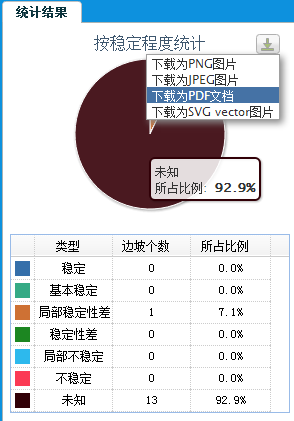 统计结果
按稳定程度统计
下载为PNG图片
下载为JPEG图片
下载为PDF文档
下载为SVG vector图片
未知
所占比例: 92.9%
类型 边坡个数 所占比例
稳定 0 0.0%
基本稳定 0 0.0%
局部稳定性差 1 7.1%
稳定性差 0 0.0%
局部不稳定 0 0.0%
不稳定 0 0.0%
未知 13 92.9%